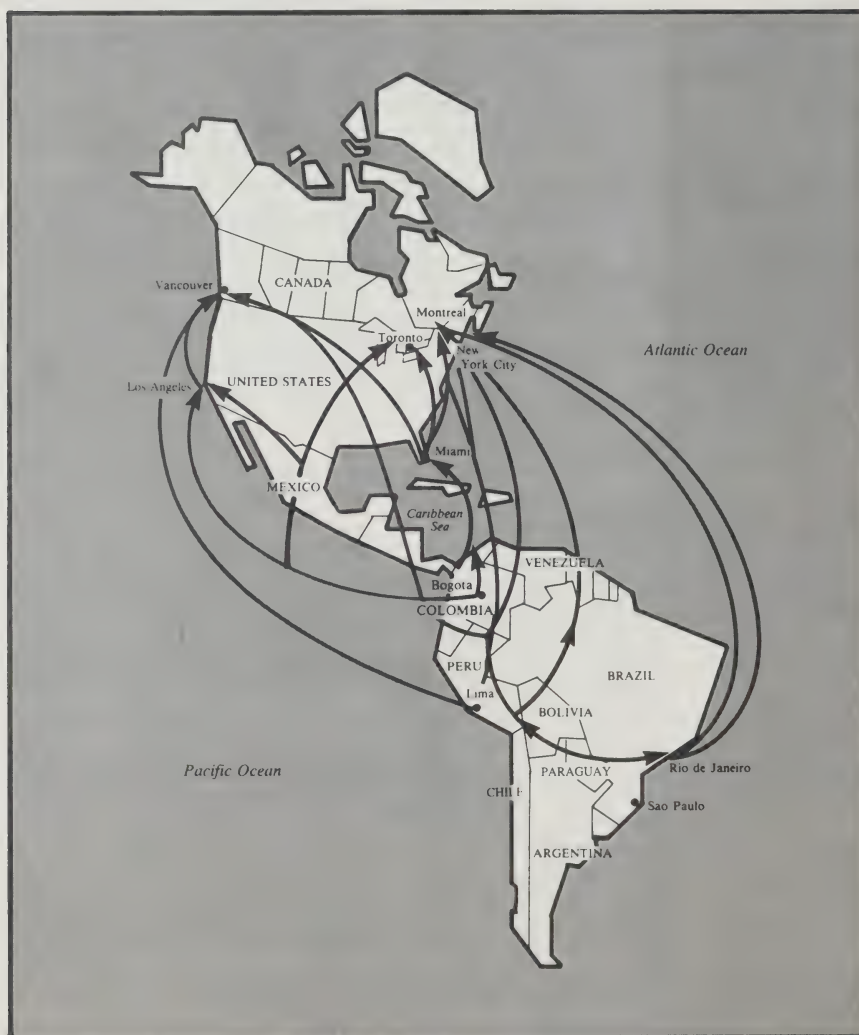 Vancouver
CANADA
Montreal
Toronto
New
York City
Atlantic Ocean
Los Angeles
UNITED STATES
Miami
MEXICO
Caribbean
Sea
VENEZUELA
Bogota
COLOMBIA
PERU
BRAZIL
Lima
BOLIVIA
Pacific Ocean
PARAGUAY
Rio de Janeiro
CHILE
Sao Paulo
ARGENTINA